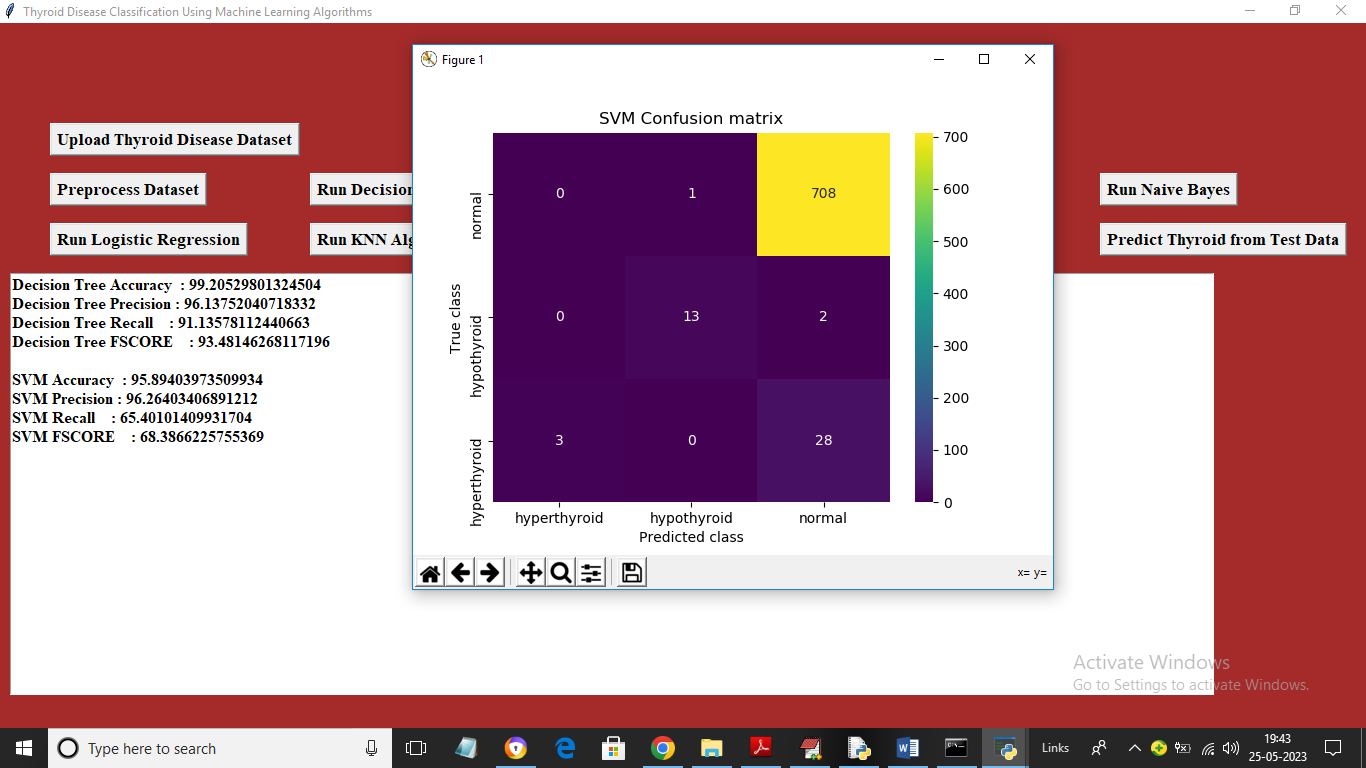 Thyroid Disease Classification Using Machine Learning Algorithms
Figure 1
SVM Confusion matrix
Upload Thyroid Disease Dataset
Preprocess Dataset
Run Decision
Run Naive Bayes
Run Logistic Regression
Run KNN Alg
Predict Thyroid from Test Data
Decision Tree Accuracy : 99.20529801324504
Decision Tree Precision : 96.13752040718332
Decision Tree Recall : 91.13578112440663
Decision Tree FSCORE : 93.48146268117196
SVM Accuracy : 95.89403973509934
SVM Precision : 96.26403406891212
SVM Recall : 65.40101409931704
SVM FSCORE : 68.3866225755369
True class
normal
hypothyroid
hyperthyroid
0 1 708
0 13 2
3 0 28
hyperthyroid hypothyroid normal
Predicted class
700
600
500
400
300
200
100
0
x= y=
Activate Windows
Go to Settings to activate Windows.
Type here to search
Links
19:43
25-05-2023